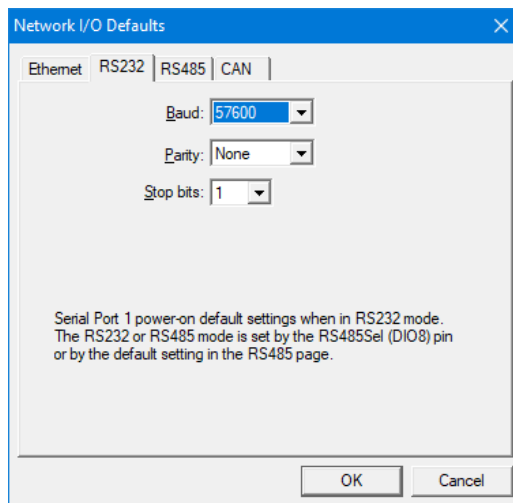 Network I/O Defaults
Ethernet RS232 RS485 CAN
Baud: 57600
Parity: None
Stop bits: 1
Serial Port 1 power-on default settings when in RS232 mode.
The RS232 or RS485 mode is set by the RS485Sel (DIO8) pin
or by the default setting in the RS485 page.
OK Cancel